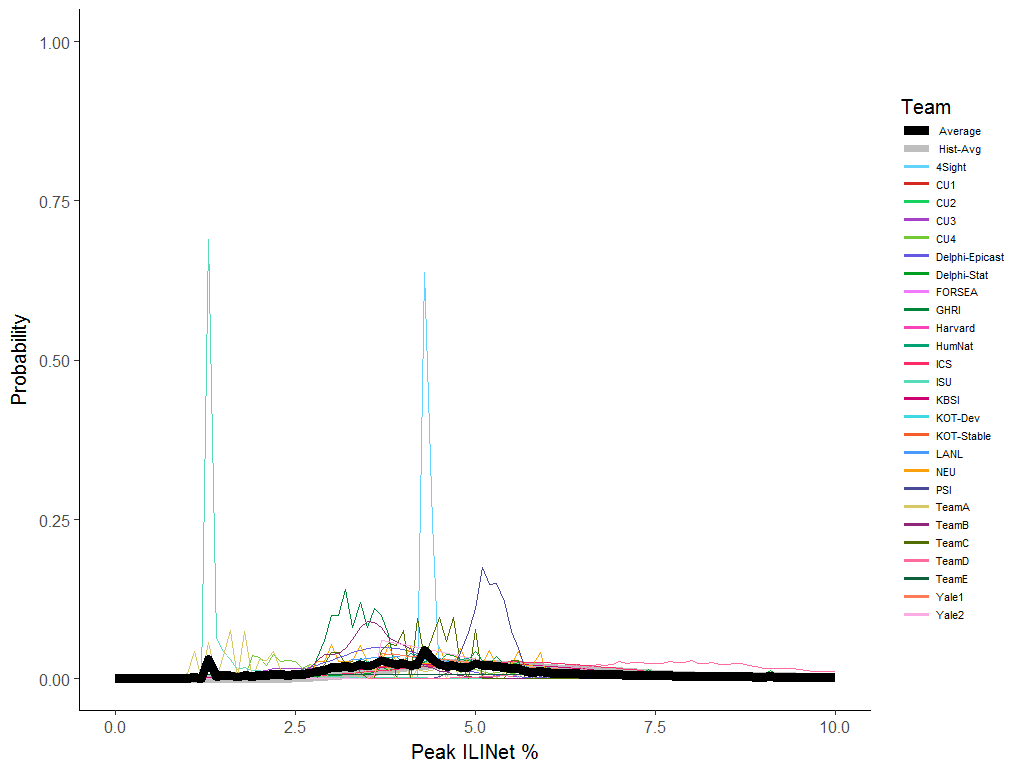 1.00
0.75
0.50
0.25
0.00
Probability
0.0
2.5
5.0
7.5
10.0
Peak ILINet %
Team
Average
Hist-Avg
4Sight
CU1
CU2
CU3
CU4
Delphi-Epicast
Delphi-Stat
FORSEA
GHRI
Harvard
HumNat
ICS
ISU
KBSI
KOT-Dev
KOT-Stable
LANL
NEU
PSI
TeamA
TeamB
TeamC
TeamD
TeamE
Yale1
Yale2